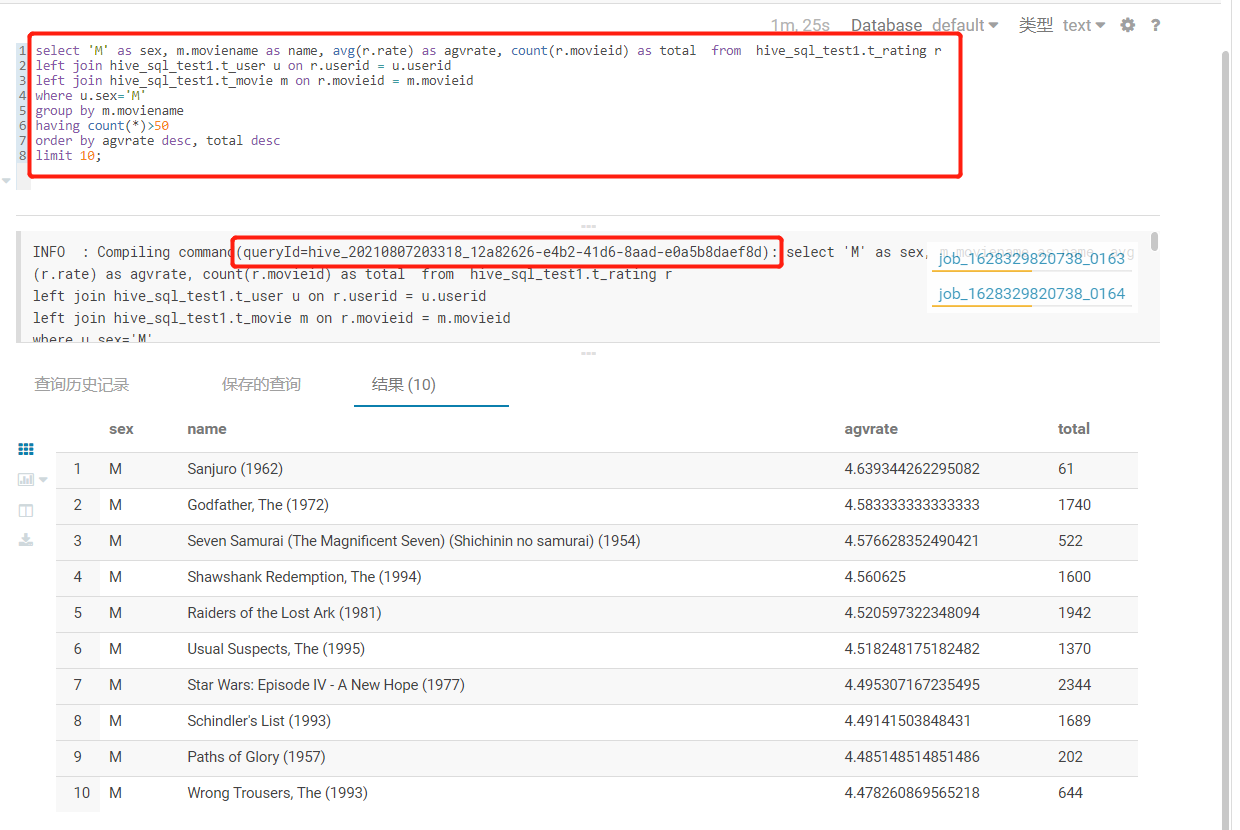 1m, 25s Database default 类型 text ?
1 select 'M' as sex, m.moviename as name, avg(r.rate) as agvrate, count(r.movieid) as total  from  hive_sql_test1.t_rating r
2 left join hive_sql_test1.t_user u on r.userid = u.userid
3 left join hive_sql_test1.t_movie m on r.movieid = m.movieid
4 where u.sex='M'
5 group by m.moviename
6 having count(*)>50
7 order by agvrate desc, total desc
8 limit 10;
INFO  : Compiling command(queryId=hive_20210807203318_12a82626-e4b2-41d6-8aad-e0a5b8daef8d): select 'M' as sex, m.moviename as name, avg
(r.rate) as agvrate, count(r.movieid) as total  from  hive_sql_test1.t_rating r
left join hive_sql_test1.t_user u on r.userid = u.userid
left join hive_sql_test1.t_movie m on r.movieid = m.movieid
where u.sex='M'
job_1628329820738_0163
job_1628329820738_0164
查询历史记录 保存的查询 结果 (10)
sex name agvrate total
1 M Sanjuro (1962) 4.639344262295082 61
2 M Godfather, The (1972) 4.583333333333333 1740
3 M Seven Samurai (The Magnificent Seven) (Shichinin no samurai) (1954) 4.576628352490421 522
4 M Shawshank Redemption, The (1994) 4.560625 1600
5 M Raiders of the Lost Ark (1981) 4.520597322348094 1942
6 M Usual Suspects, The (1995) 4.518248175182482 1370
7 M Star Wars: Episode IV - A New Hope (1977) 4.495307167235495 2344
8 M Schindler's List (1993) 4.49141503848431 1689
9 M Paths of Glory (1957) 4.485148514851486 202
10 M Wrong Trousers, The (1993) 4.478260869565218 644